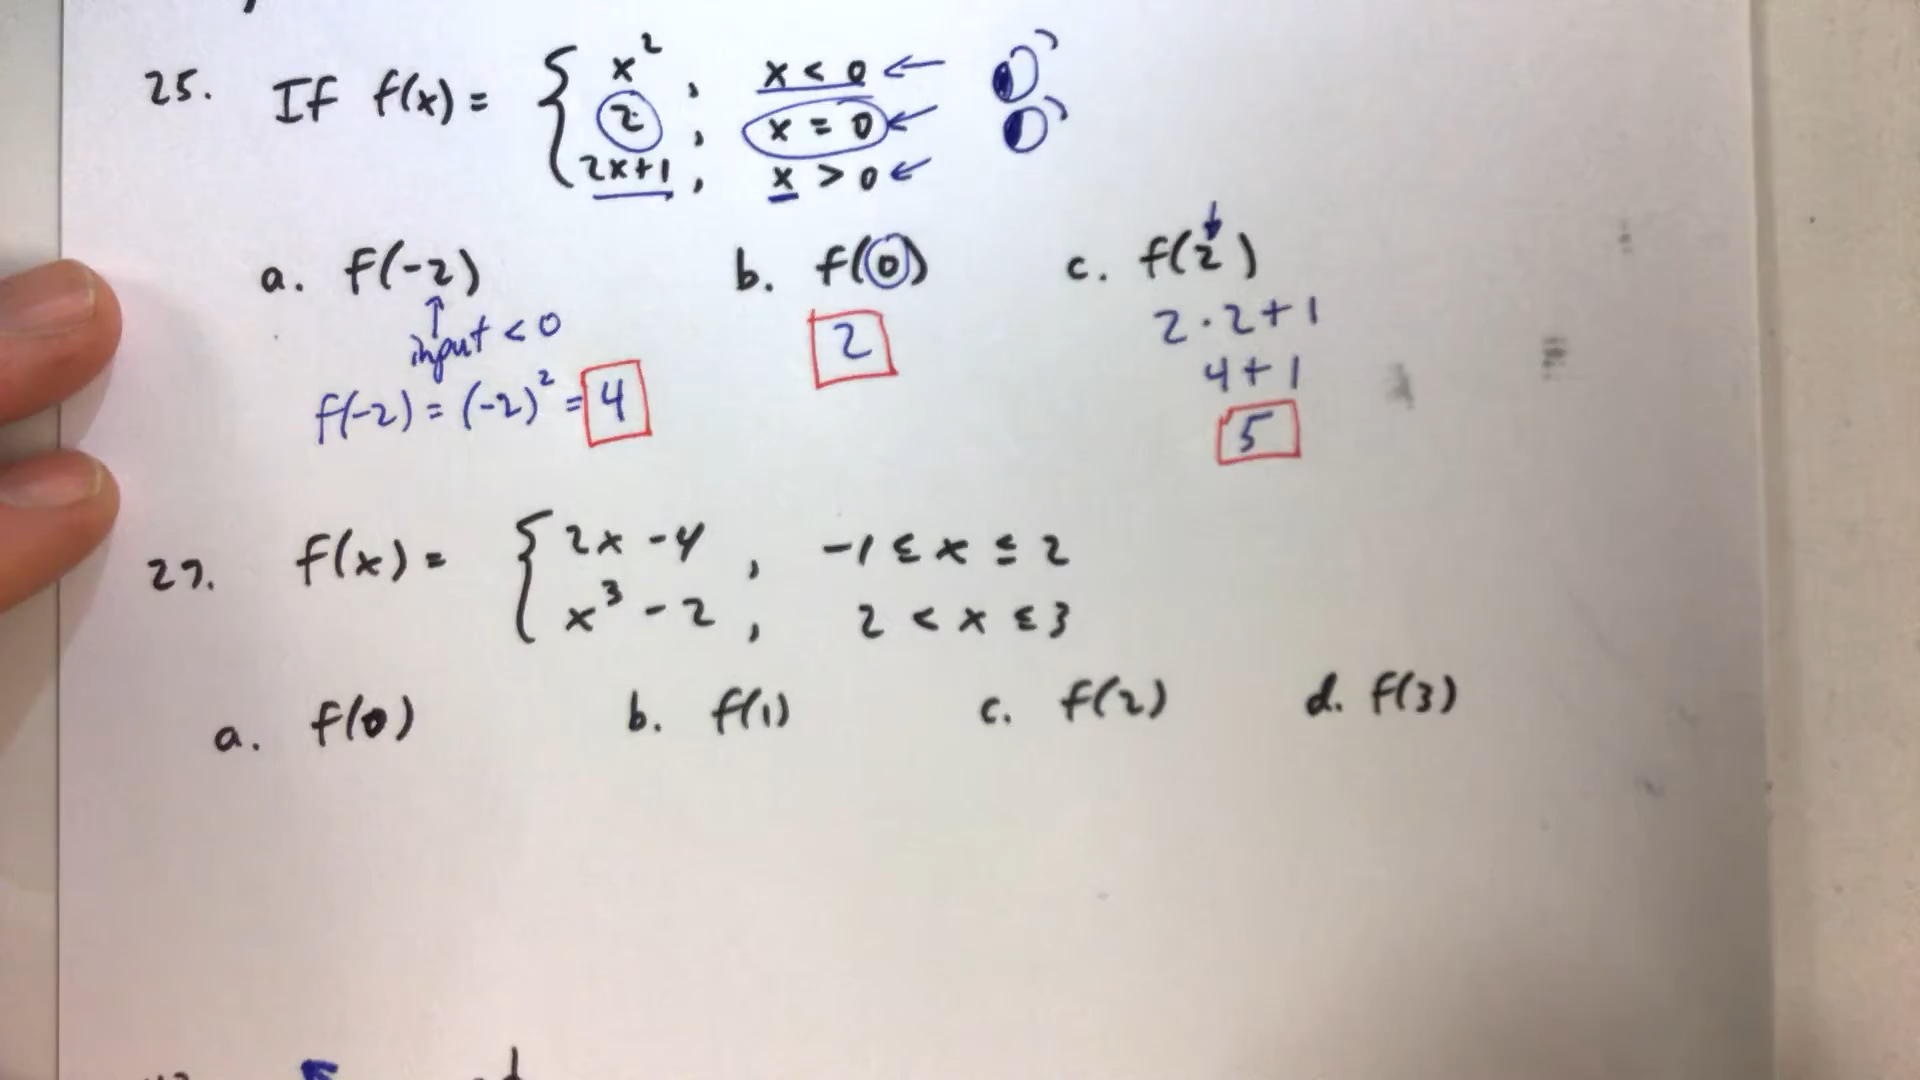 25. If f(x) = { x², x < 0 ←
2, x = 0 ←
2x+1, x > 0 ←
a. f(-2) b. f(0) c. f(2)
↑ ↓
input < 0 2 2 · 2 + 1
f(-2) = (-2)² = 4 4 + 1
5
27. f(x) = { 2x - 4, -1 ≤ x ≤ 2
x³ - 2, 2 < x ≤ 3
a. f(0) b. f(1) c. f(2) d. f(3)